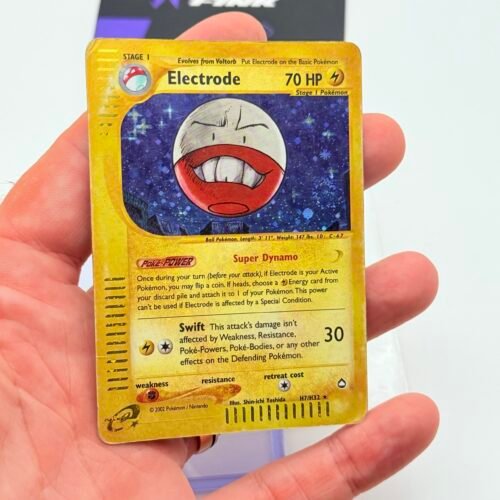 STAGE 1
Evolves from Voltorb Put Electrode on the Basic Pokémon
Electrode 70 HP
Stage 1 Pokémon
Ball Pokémon. Length: 3' 11", Weight: 147 lbs. ID: C-47
POKé-POWER Super Dynamo
Once during your turn (before your attack), if Electrode is your Active
Pokémon, you may flip a coin. If heads, choose a Energy card from
your discard pile and attach it to 1 of your Pokémon. This power
can't be used if Electrode is affected by a Special Condition.
Swift This attack's damage isn't
affected by Weakness, Resistance,
Poké-Powers, Poké-Bodies, or any other
effects on the Defending Pokémon.
30
weakness resistance retreat cost
Illus. Shin-ichi Yoshida H7/H32 ★
© 2002 Pokémon / Nintendo